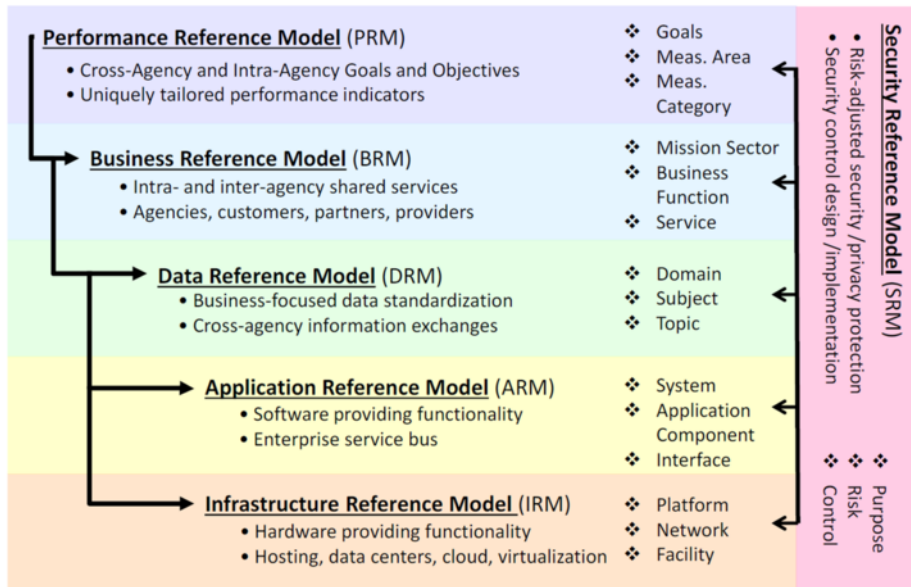 Performance Reference Model (PRM)
• Cross-Agency and Intra-Agency Goals and Objectives
• Uniquely tailored performance indicators
❖ Goals
❖ Meas. Area
❖ Meas.
Category
Business Reference Model (BRM)
• Intra- and inter-agency shared services
• Agencies, customers, partners, providers
❖ Mission Sector
❖ Business
Function
❖ Service
Data Reference Model (DRM)
• Business-focused data standardization
• Cross-agency information exchanges
❖ Domain
❖ Subject
❖ Topic
Application Reference Model (ARM)
• Software providing functionality
• Enterprise service bus
❖ System
❖ Application
Component
❖ Interface
Infrastructure Reference Model (IRM)
• Hardware providing functionality
• Hosting, data centers, cloud, virtualization
❖ Platform
❖ Network
❖ Facility
Security Reference Model (SRM)
• Risk-adjusted security /privacy protection
• Security control design /implementation
❖ Purpose
❖ Risk
❖ Control